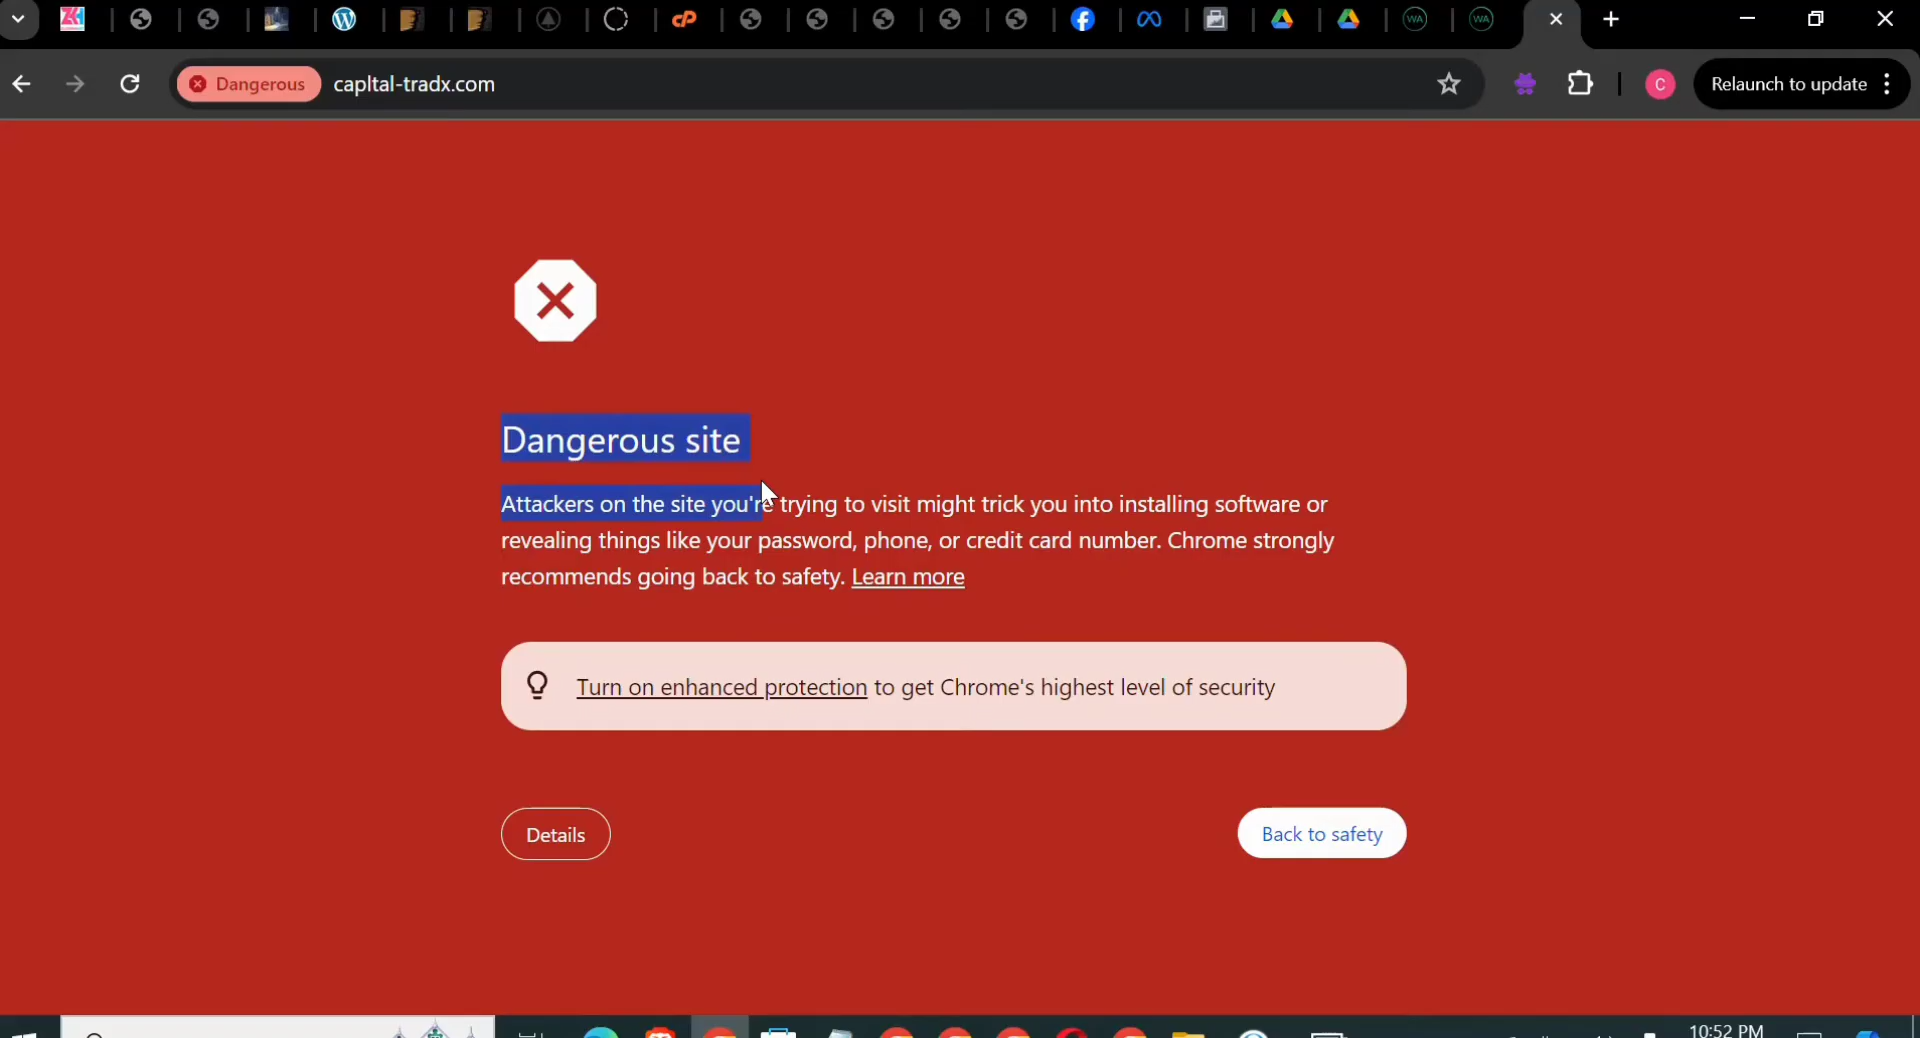 WA
WA
Dangerous
capltal-tradx.com
C
Relaunch to update
Dangerous site
Attackers on the site you're trying to visit might trick you into installing software or
revealing things like your password, phone, or credit card number. Chrome strongly
recommends going back to safety. Learn more
Turn on enhanced protection to get Chrome's highest level of security
Details
Back to safety
10:52 PM